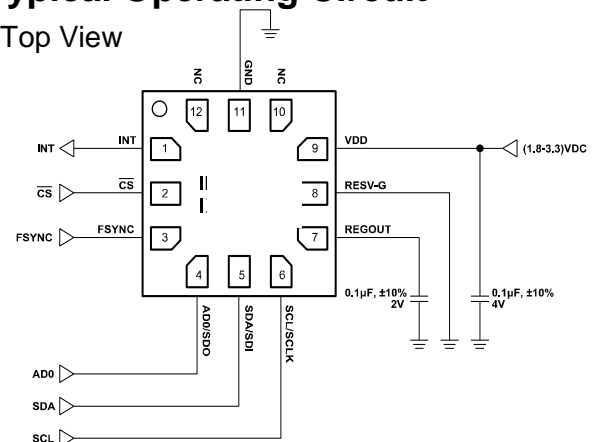 Typical Operating Circuit
Top View
GND
NC
NC
12
11
10
INT
INT
1
9
VDD
(1.8-3.3)VDC
CS
CS
2
8
RESV-G
FSYNC
FSYNC
3
7
REGOUT
4
5
6
0.1µF, ±10%
2V
0.1µF, ±10%
4V
AD0/SDO
SDA/SDI
SCL/SCLK
AD0
SDA
SCL